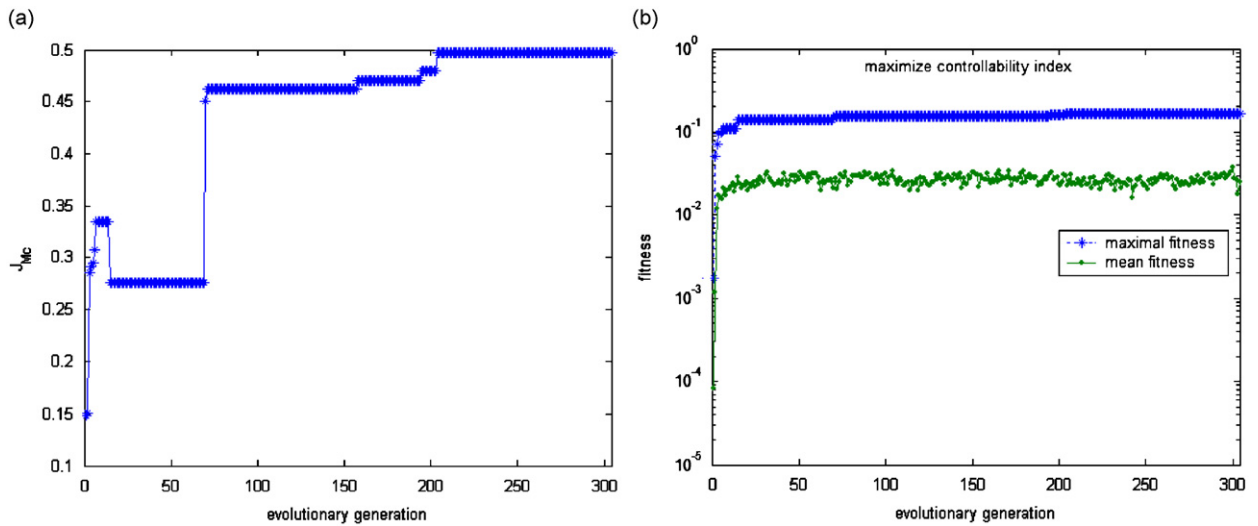 (a)
0.5
0.45
0.4
0.35
0.3
0.25
0.2
0.15
0.1
J_Mc
0 50 100 150 200 250 300
evolutionary generation
(b)
10^0
10^-1
10^-2
10^-3
10^-4
10^-5
fitness
maximize controllability index
maximal fitness
mean fitness
0 50 100 150 200 250 300
evolutionary generation